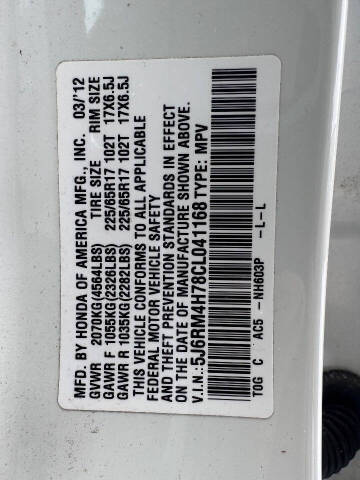 MFD. BY HONDA OF AMERICA MFG., INC. 03/'12
GVWR 2070KG(4564LBS) TIRE SIZE RIM SIZE
GAWR F 1055KG(2326LBS) 225/65R17 102T 17X6.5J
GAWR R 1035KG(2282LBS) 225/65R17 102T 17X6.5J
THIS VEHICLE CONFORMS TO ALL APPLICABLE
FEDERAL MOTOR VEHICLE SAFETY AND
THEFT PREVENTION STANDARDS IN EFFECT
ON THE DATE OF MANUFACTURE SHOWN ABOVE.
V.I.N.:5J6RM4H78CL041168 TYPE: MPV
TOG C AC5 -NH603P -L-L